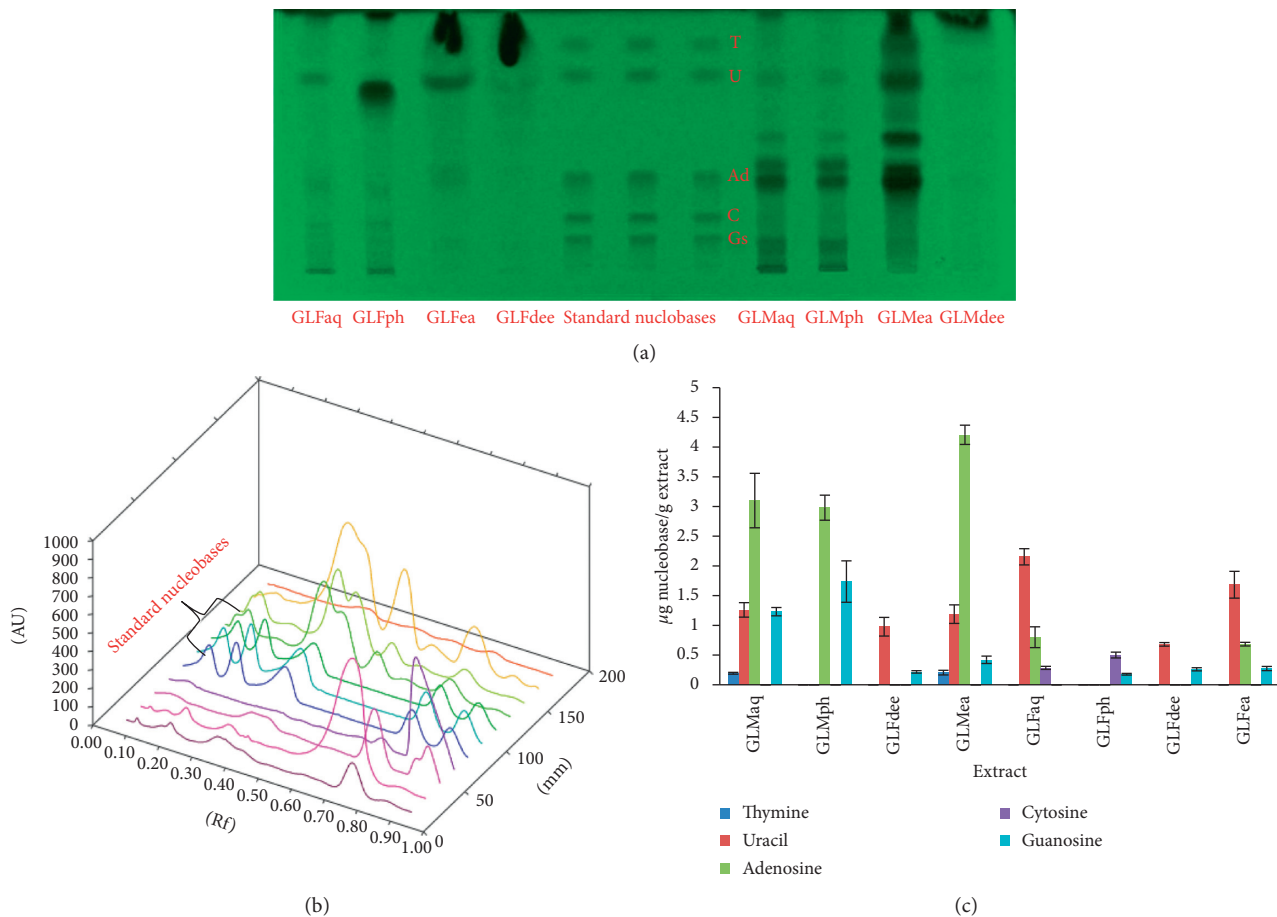 T
U
Ad
C
Gs
GLFaq GLFph GLFea GLFdee Standard nuclobases GLMaq GLMph GLMea GLMdee
(a)
1000
900
800
700
600
500
400
300
200
100
0
(AU)
Standard nucleobases
0.00
0.10
0.20
0.30
0.40
0.50
0.60
0.70
0.80
0.90
1.00
(Rf)
0
50
100
150
200
(mm)
(b)
5
4.5
4
3.5
3
2.5
2
1.5
1
0.5
0
µg nucleobase/g extract
GLMaq
GLMph
GLFdee
GLMea
GLFaq
GLFph
GLFdee
GLFea
Extract
Thymine
Uracil
Adenosine
Cytosine
Guanosine
(c)